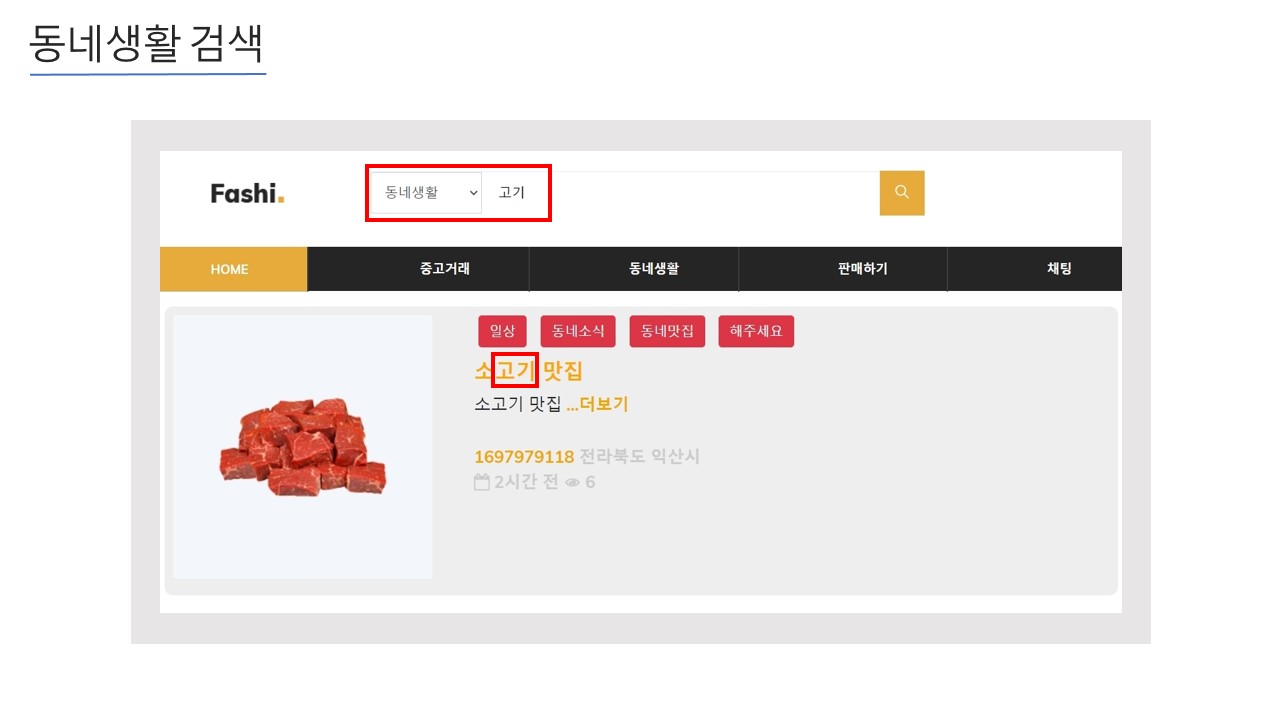 동네생활 검색
Fashi.
동네생활 고기
HOME 중고거래 동네생활 판매하기 채팅
일상 동네소식 동네맛집 해주세요
소고기 맛집
소고기 맛집 ...더보기
1697979118 전라북도 익산시
2시간 전 6